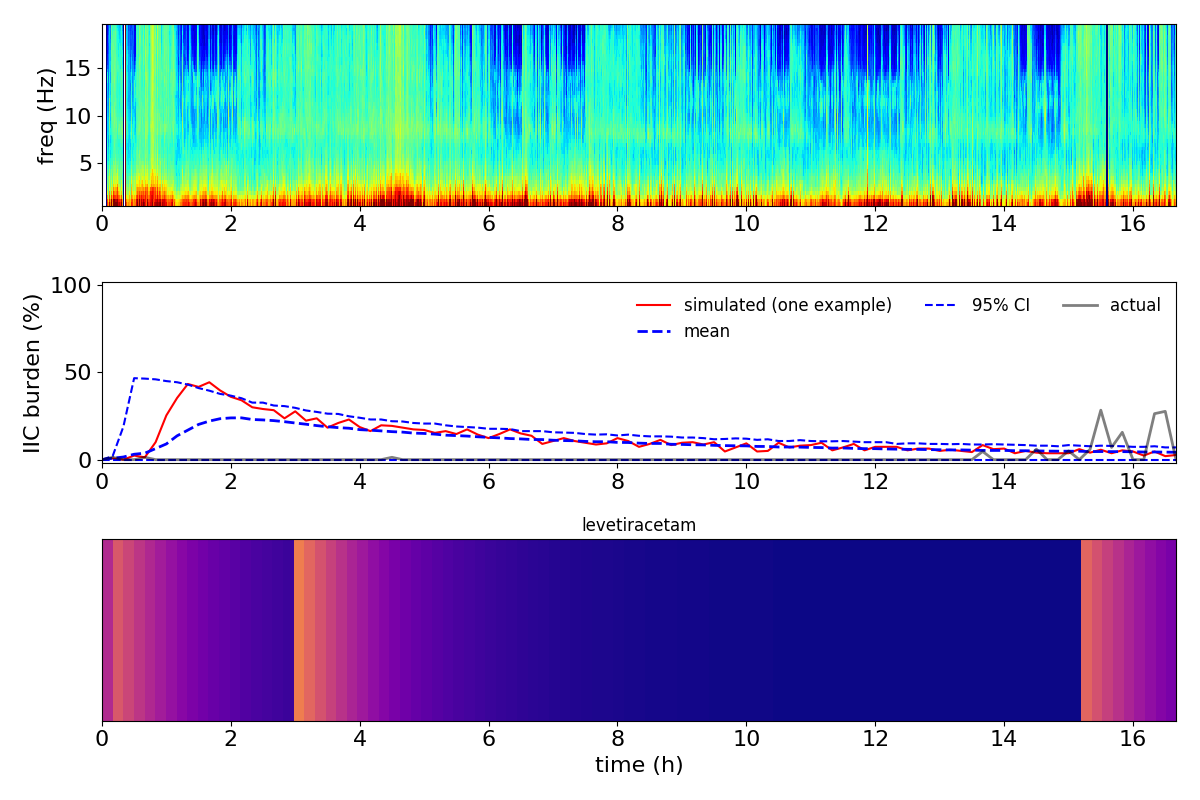 freq (Hz)
15
10
5
0 2 4 6 8 10 12 14 16
IIC burden (%)
100
50
0
simulated (one example) 95% CI actual
mean
0 2 4 6 8 10 12 14 16
levetiracetam
0 2 4 6 8 10 12 14 16
time (h)